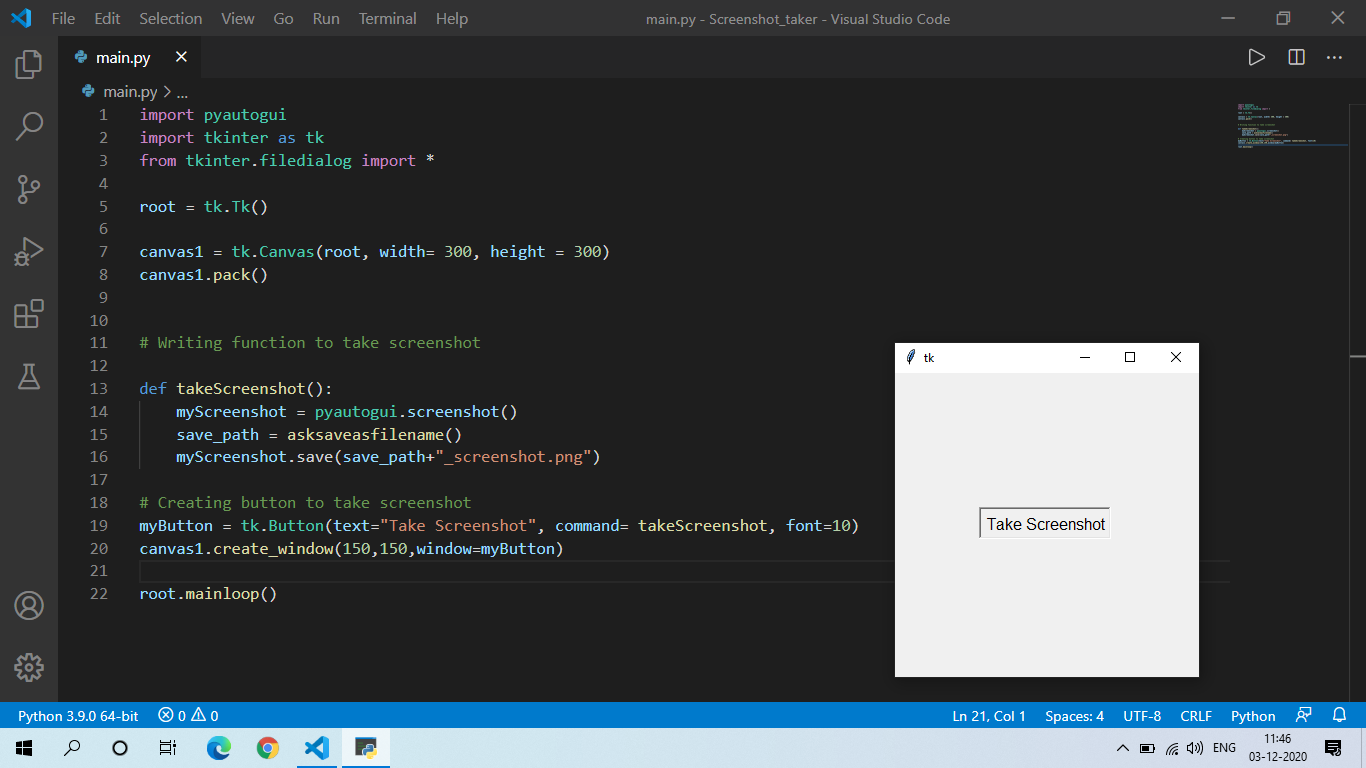 File Edit Selection View Go Run Terminal Help main.py - Screenshot_taker - Visual Studio Code
main.py
main.py > ...
1 import pyautogui
2 import tkinter as tk
3 from tkinter.filedialog import *
4
5 root = tk.Tk()
6
7 canvas1 = tk.Canvas(root, width= 300, height = 300)
8 canvas1.pack()
9
10
11 # Writing function to take screenshot
12
13 def takeScreenshot():
14     myScreenshot = pyautogui.screenshot()
15     save_path = asksaveasfilename()
16     myScreenshot.save(save_path+"_screenshot.png")
17
18 # Creating button to take screenshot
19 myButton = tk.Button(text="Take Screenshot", command= takeScreenshot, font=10)
20 canvas1.create_window(150,150,window=myButton)
21
22 root.mainloop()
tk
Take Screenshot
Python 3.9.0 64-bit 0 0 Ln 21, Col 1 Spaces: 4 UTF-8 CRLF Python
ENG
11:46
03-12-2020